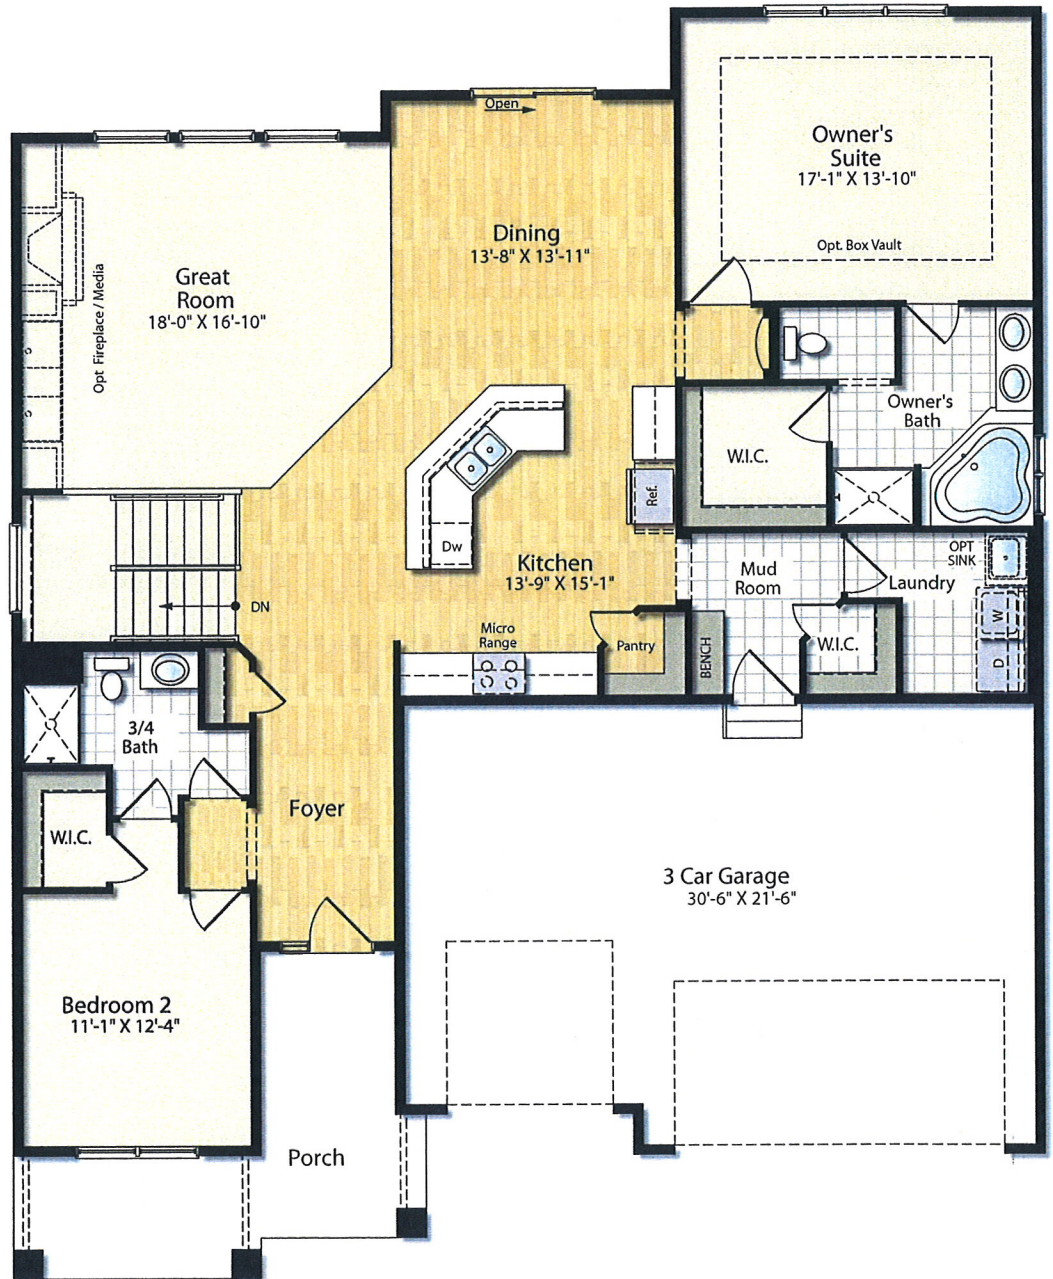 Open
Owner's
Suite
17'-1" X 13'-10"
Opt. Box Vault
Dining
13'-8" X 13'-11"
Great
Room
18'-0" X 16'-10"
Opt Fireplace / Media
Owner's
Bath
W.I.C.
Ref.
Dw
Kitchen
13'-9" X 15'-1"
Mud
Room
OPT
SINK
Laundry
W
D
DN
Micro
Range
Pantry
BENCH
W.I.C.
3/4
Bath
W.I.C.
Foyer
3 Car Garage
30'-6" X 21'-6"
Bedroom 2
11'-1" X 12'-4"
Porch